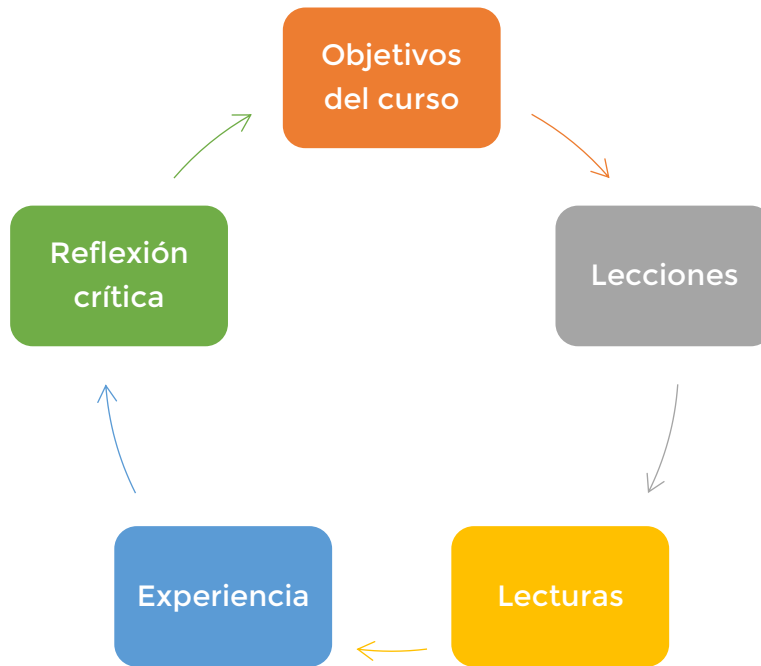 Objetivos
del curso
Lecciones
Lecturas
Experiencia
Reflexión
crítica